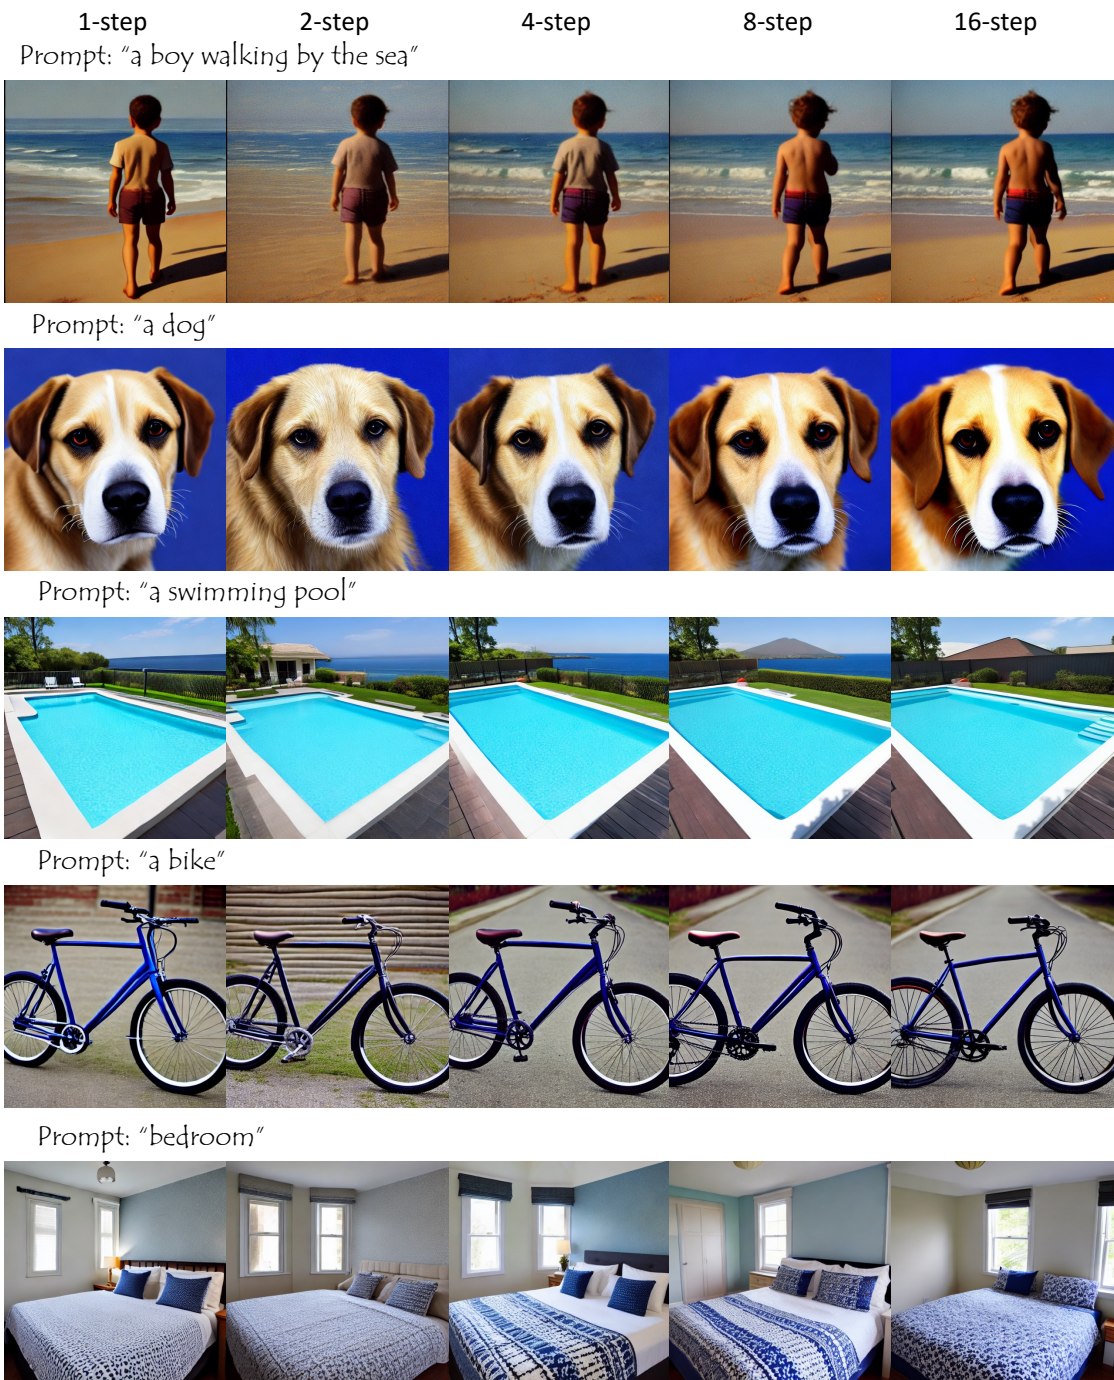 1-step 2-step 4-step 8-step 16-step
Prompt: “a boy walking by the sea”
Prompt: “a dog”
Prompt: “a swimming pool”
Prompt: “a bike”
Prompt: “bedroom”